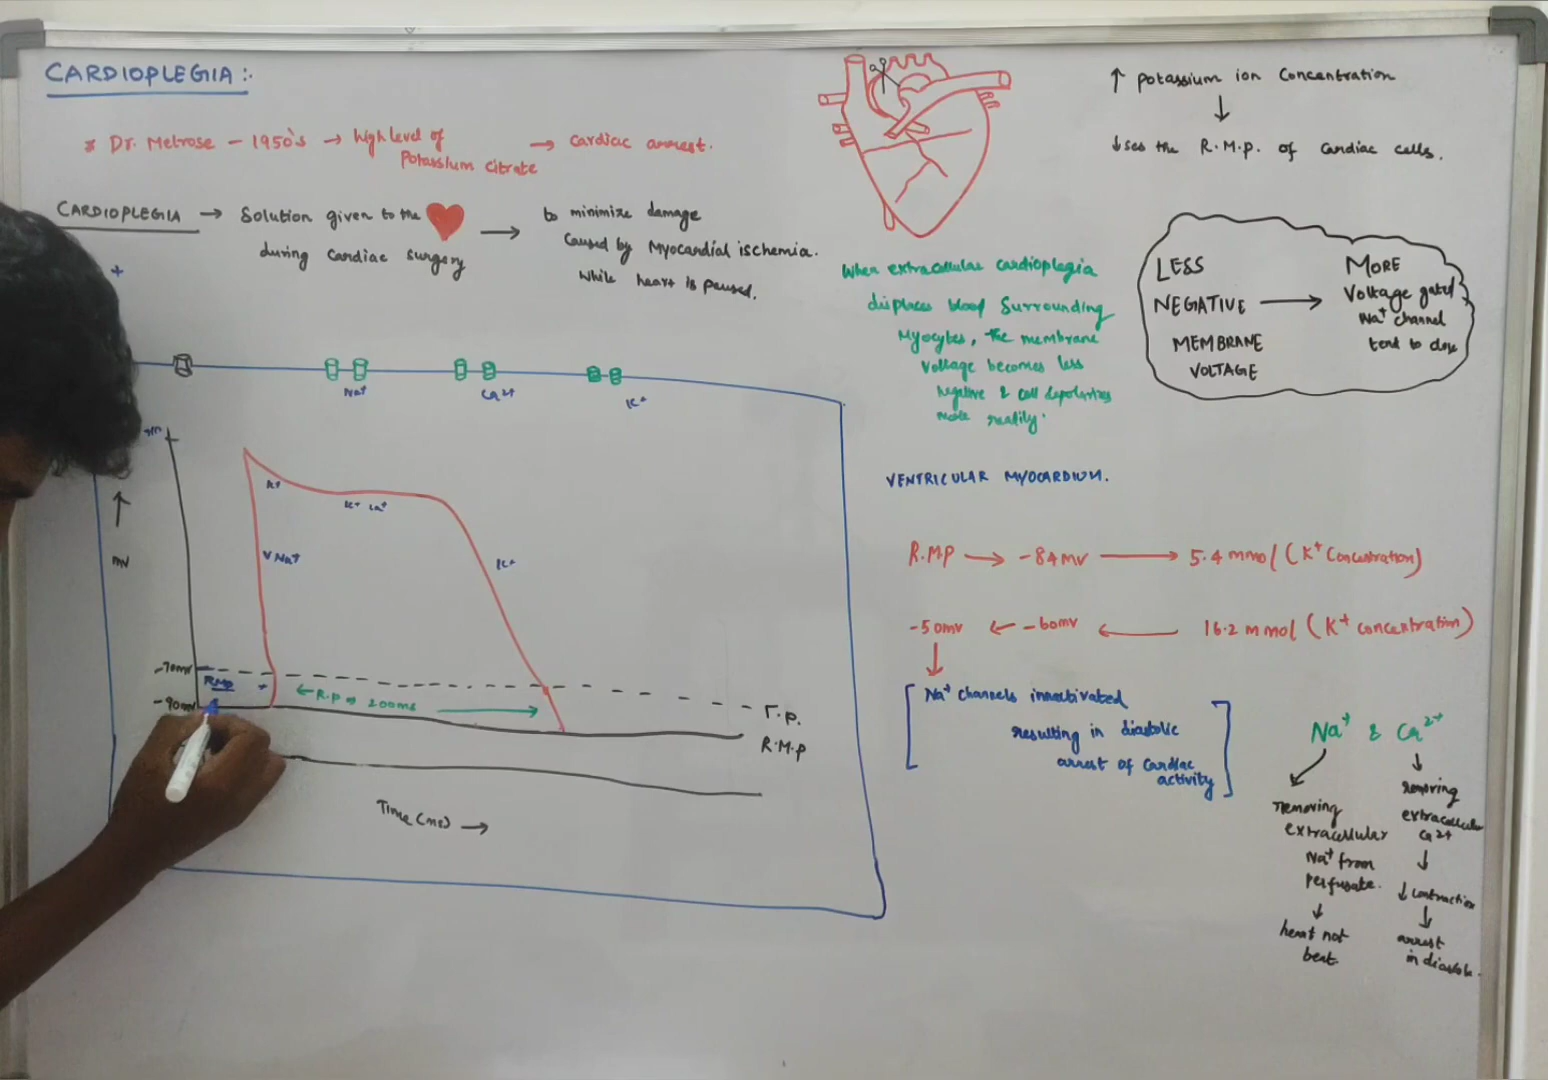 CARDIOPLEGIA :-
* Dr. Melrose - 1950's → high level of Potassium Citrate → Cardiac arrest.
CARDIOPLEGIA → Solution given to the
during Cardiac Surgery
→ to minimize damage
Caused by Myocardial ischemia.
While heart is paused.
+
Na+
Ca2+
K+
mv
K+
K+ Ca+
V Na+
K+
-70mv
RMP
+
← R.P of 200ms →
T.P.
-90mv
R.M.P
Time (ms) →
↑ potassium ion Concentration
↓
↓ses the R.M.P. of Cardiac cells.
When extracellular cardioplegia
displaces blood Surrounding
Myocytes, the membrane
Voltage becomes less
Negative & cell depolarizes
more readily.
LESS
NEGATIVE →
MEMBRANE
VOLTAGE
MORE
Voltage gated
Na+ channel
tend to close
VENTRICULAR MYOCARDIUM.
R.M.P → -84mv → 5.4 mmol (K+ Concentration)
-50mv ← -60mv ← 16.2 mmol (K+ concentration)
↓
[ Na+ channels innactivated
resulting in diastolic
arrest of Cardiac
activity ]
Na+ & Ca2+
removing
extracellular
Na+ from
perfusate.
↓
heart not
beat.
removing
extracellular
Ca2+
↓
↓ contraction
↓
arrest
in diastole.